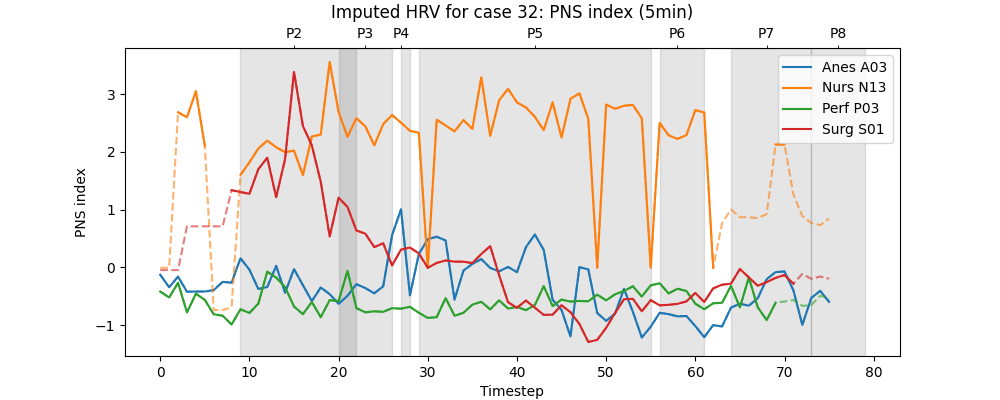 Imputed HRV for case 32: PNS index (5min)
P2 P3 P4 P5 P6 P7 P8
Anes A03
Nurs N13
Perf P03
Surg S01
3
2
1
0
−1
PNS index
0 10 20 30 40 50 60 70 80
Timestep